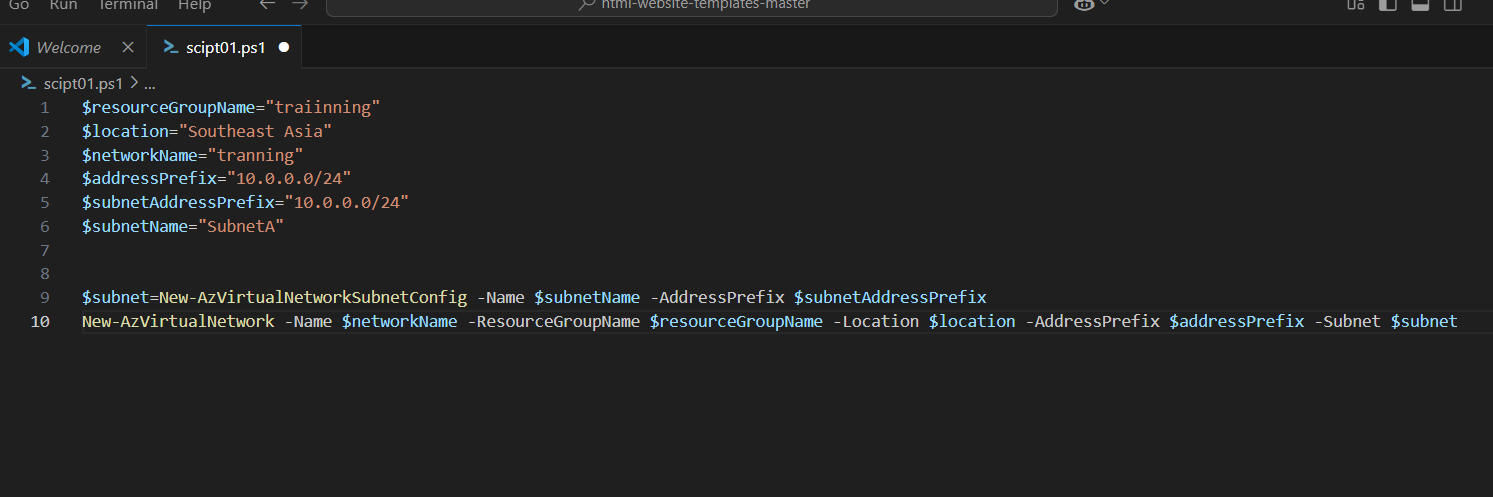 Go Run Terminal Help html-website-templates-master
Welcome scipt01.ps1
scipt01.ps1 > ...
1 $resourceGroupName="traiinning"
2 $location="Southeast Asia"
3 $networkName="tranning"
4 $addressPrefix="10.0.0.0/24"
5 $subnetAddressPrefix="10.0.0.0/24"
6 $subnetName="SubnetA"
7
8
9 $subnet=New-AzVirtualNetworkSubnetConfig -Name $subnetName -AddressPrefix $subnetAddressPrefix
10 New-AzVirtualNetwork -Name $networkName -ResourceGroupName $resourceGroupName -Location $location -AddressPrefix $addressPrefix -Subnet $subnet